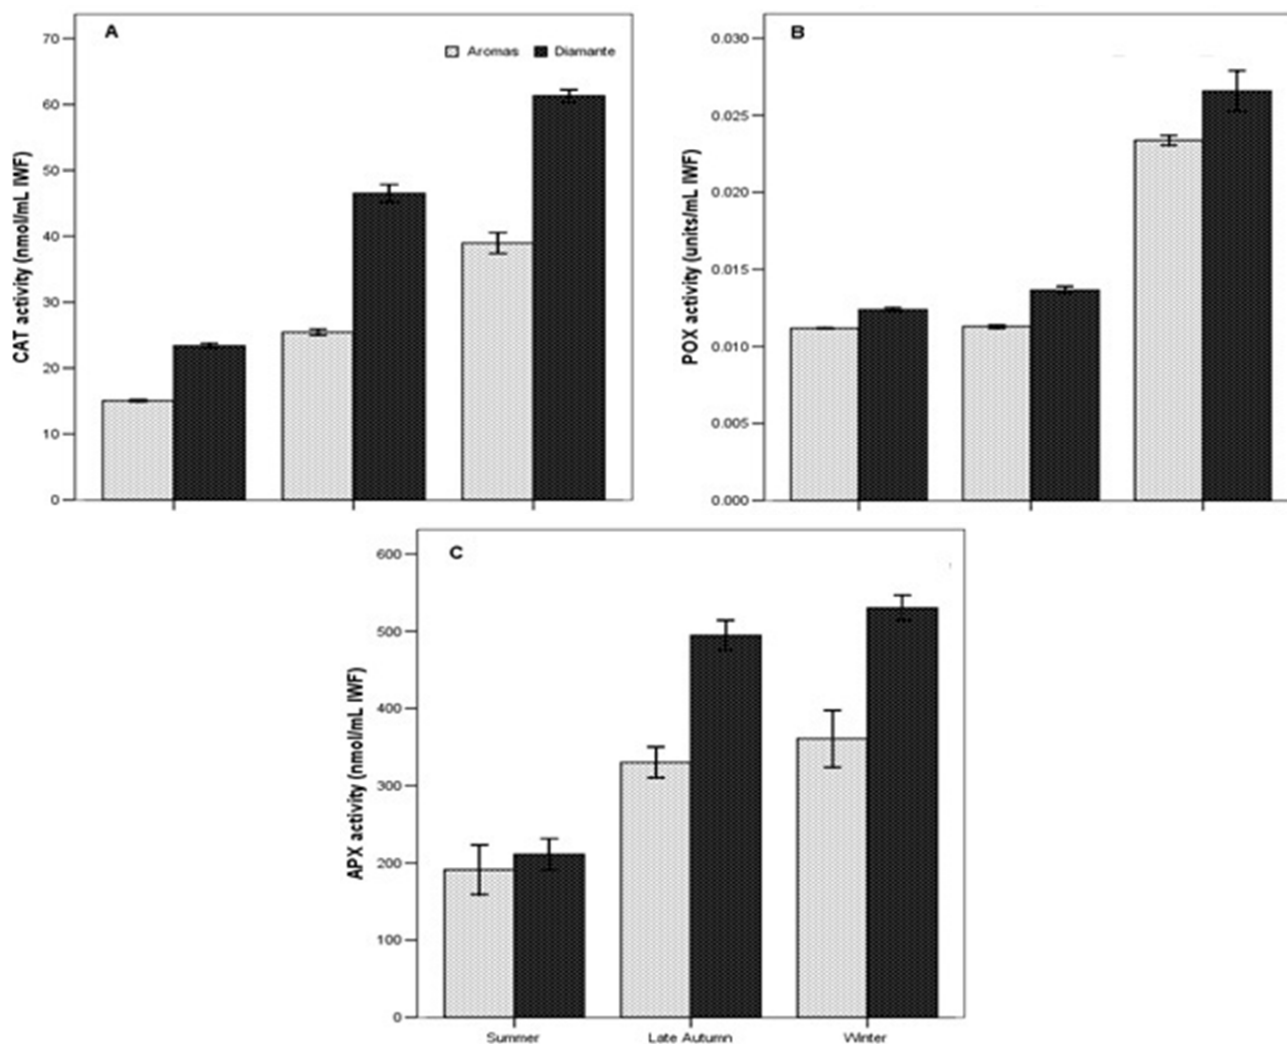 A
Aromas Diamante
70
60
50
40
30
20
10
0
CAT activity (nmol/mL IWF)
B
0.030
0.025
0.020
0.015
0.010
0.005
0.000
POX activity (units/mL IWF)
C
600
500
400
300
200
100
0
APX activity (nmol/mL IWF)
Summer Late Autumn Winter